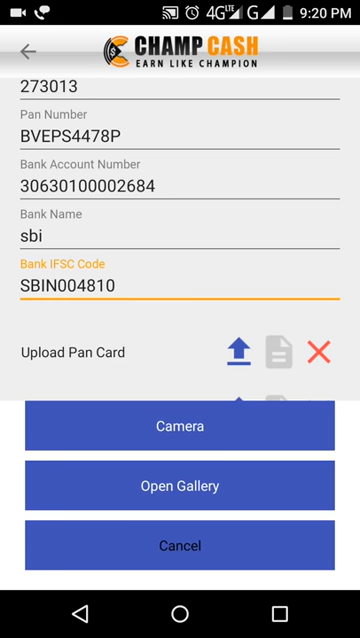 4G LTE G 9:20 PM
CHAMP CASH
EARN LIKE CHAMPION
273013
Pan Number
BVEPS4478P
Bank Account Number
30630100002684
Bank Name
sbi
Bank IFSC Code
SBIN004810
Upload Pan Card
Camera
Open Gallery
Cancel